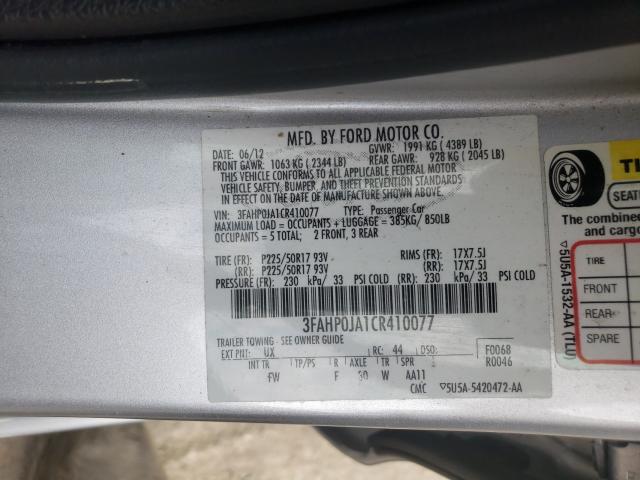 MFD. BY FORD MOTOR CO.
DATE: 06/12 GVWR: 1991 KG ( 4389 LB)
FRONT GAWR: 1063 KG ( 2344 LB) REAR GAWR: 928 KG ( 2045 LB)
THIS VEHICLE CONFORMS TO ALL APPLICABLE FEDERAL MOTOR
VEHICLE SAFETY, BUMPER, AND THEFT PREVENTION STANDARDS
IN EFFECT ON THE DATE OF MANUFACTURE SHOWN ABOVE.
VIN: 3FAHP0JA1CR410077 TYPE: Passenger Car
MAXIMUM LOAD = OCCUPANTS + LUGGAGE = 385KG/ 850LB
OCCUPANTS = 5 TOTAL; 2 FRONT, 3 REAR
TIRE (FR): P225/50R17 93V RIMS (FR): 17X7.5J
(RR): P225/50R17 93V (RR): 17X7.5J
PRESSURE (FR): 230 kPa/ 33 PSI COLD (RR): 230 kPa/ 33 PSI COLD
3FAHP0JA1CR410077
TRAILER TOWING - SEE OWNER GUIDE
EXT PNT: UX RC: 44 DSO: F0068
R0046
INT TR TP/PS R AXLE TR SPR
FW F 30 W AA11
CMC 5U5A-5420472-AA
5U5A-1532-AA (TLU)
SEAT
The combine
and cargo
TIRE
FRONT
REAR
SPARE